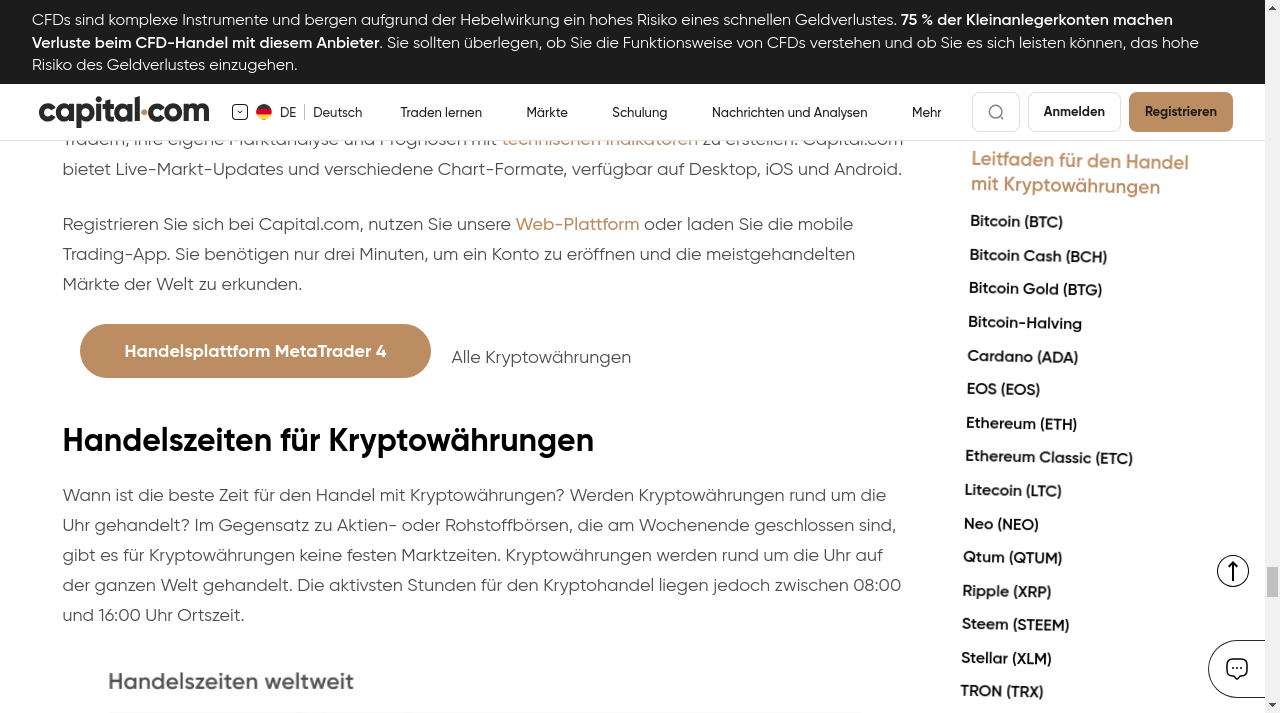 CFDs sind komplexe Instrumente und bergen aufgrund der Hebelwirkung ein hohes Risiko eines schnellen Geldverlustes. 75 % der Kleinanlegerkonten machen
Verluste beim CFD-Handel mit diesem Anbieter. Sie sollten überlegen, ob Sie die Funktionsweise von CFDs verstehen und ob Sie es sich leisten können, das hohe
Risiko des Geldverlustes einzugehen.
capital.com
DE
Deutsch
Traden lernen
Märkte
Schulung
Nachrichten und Analysen
Mehr
Anmelden
Registrieren
Tradern, ihre eigene Marktanalyse und Prognosen mit technischen Indikatoren zu erstellen. Capital.com
bietet Live-Markt-Updates und verschiedene Chart-Formate, verfügbar auf Desktop, iOS und Android.
Registrieren Sie sich bei Capital.com, nutzen Sie unsere Web-Plattform oder laden Sie die mobile
Trading-App. Sie benötigen nur drei Minuten, um ein Konto zu eröffnen und die meistgehandelten
Märkte der Welt zu erkunden.
Handelsplattform MetaTrader 4
Alle Kryptowährungen
Handelszeiten für Kryptowährungen
Wann ist die beste Zeit für den Handel mit Kryptowährungen? Werden Kryptowährungen rund um die
Uhr gehandelt? Im Gegensatz zu Aktien- oder Rohstoffbörsen, die am Wochenende geschlossen sind,
gibt es für Kryptowährungen keine festen Marktzeiten. Kryptowährungen werden rund um die Uhr auf
der ganzen Welt gehandelt. Die aktivsten Stunden für den Kryptohandel liegen jedoch zwischen 08:00
und 16:00 Uhr Ortszeit.
Handelszeiten weltweit
Leitfaden für den Handel
mit Kryptowährungen
Bitcoin (BTC)
Bitcoin Cash (BCH)
Bitcoin Gold (BTG)
Bitcoin-Halving
Cardano (ADA)
EOS (EOS)
Ethereum (ETH)
Ethereum Classic (ETC)
Litecoin (LTC)
Neo (NEO)
Qtum (QTUM)
Ripple (XRP)
Steem (STEEM)
Stellar (XLM)
TRON (TRX)